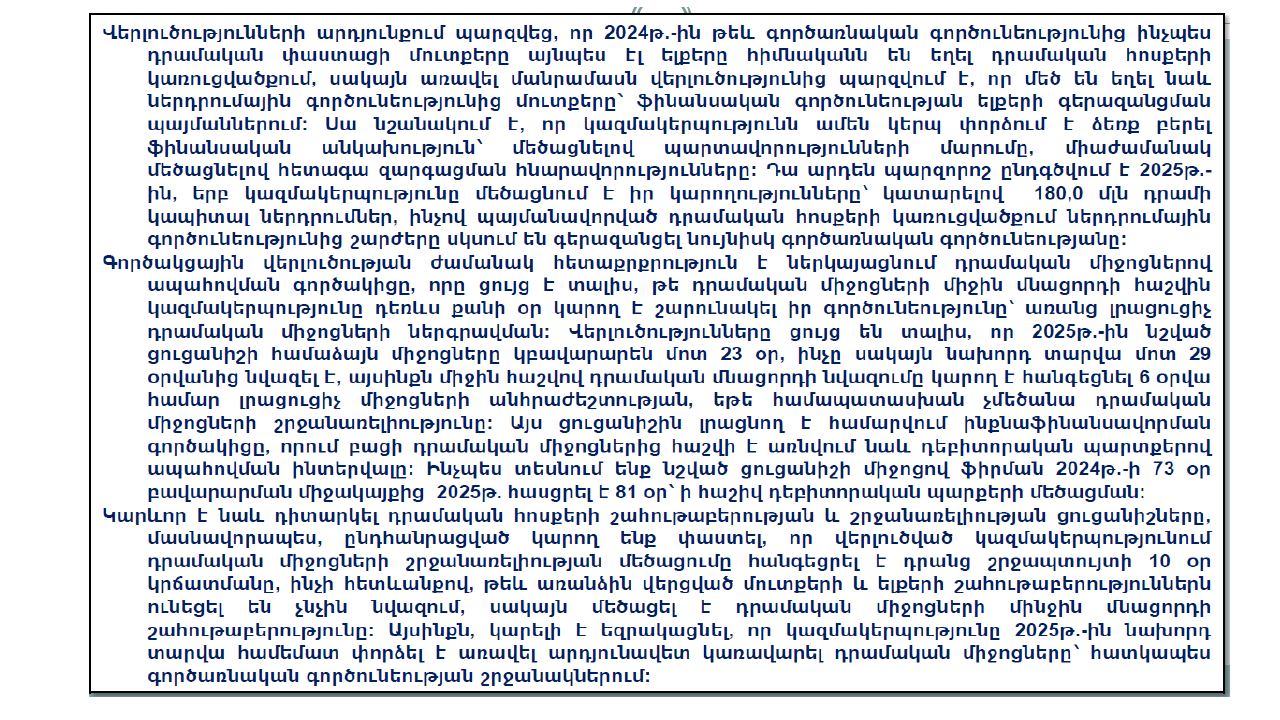 Վերլուծությունների արդյունքում պարզվեց, որ 2024թ.-ին թեև գործառնական գործունեությունից ինչպես
դրամական փաստացի մուտքերը այնպես էլ ելքերը հիմնականն են եղել դրամական հոսքերի
կառուցվածքում, սակայն առավել մանրամասն վերլուծությունից պարզվում է, որ մեծ են եղել նաև
ներդրումային գործունեությունից մուտքերը՝ ֆինանսական գործունեության ելքերի գերազանցման
պայմաններում: Սա նշանակում է, որ կազմակերպությունն ամեն կերպ փորձում է ձեռք բերել
ֆինանսական անկախություն՝ մեծացնելով պարտավորությունների մարումը, միաժամանակ
մեծացնելով հետագա զարգացման հնարավորությունները: Դա արդեն պարզորոշ ընդգծվում է 2025թ.-
ին, երբ կազմակերպությունը մեծացնում է իր կարողությունները՝ կատարելով 180,0 մլն դրամի
կապիտալ ներդրումներ, ինչով պայմանավորված դրամական հոսքերի կառուցվածքում ներդրումային
գործունեությունից շարժերը սկսում են գերազանցել նույնիսկ գործառնական գործունեությանը:
Գործակցային վերլուծության ժամանակ հետաքրքրություն է ներկայացնում դրամական միջոցներով
ապահովման գործակիցը, որը ցույց է տալիս, թե դրամական միջոցների միջին մնացորդի հաշվին
կազմակերպությունը դեռևս քանի օր կարող է շարունակել իր գործունեությունը՝ առանց լրացուցիչ
դրամական միջոցների ներգրավման: Վերլուծությունները ցույց են տալիս, որ 2025թ.-ին նշված
ցուցանիշի համաձայն միջոցները կբավարարեն մոտ 23 օր, ինչը սակայն նախորդ տարվա մոտ 29
օրվանից նվազել է, այսինքն միջին հաշվով դրամական մնացորդի նվազումը կարող է հանգեցնել 6 օրվա
համար լրացուցիչ միջոցների անհրաժեշտության, եթե համապատասխան չմեծանա դրամական
միջոցների շրջանառելիությունը: Այս ցուցանիշին լրացնող է համարվում ինքնաֆինանսավորման
գործակիցը, որում բացի դրամական միջոցներից հաշվի է առնվում նաև դեբիտորական պարտքերով
ապահովման ինտերվալը: Ինչպես տեսնում ենք նշված ցուցանիշի միջոցով ֆիրման 2024թ.-ի 73 օր
բավարարման միջակայքից 2025թ. հասցրել է 81 օր՝ ի հաշիվ դեբիտորական պարքերի մեծացման:
Կարևոր է նաև դիտարկել դրամական հոսքերի շահութաբերության և շրջանառելիության ցուցանիշները,
մասնավորապես, ընդհանրացված կարող ենք փաստել, որ վերլուծված կազմակերպությունում
դրամական միջոցների շրջանառելիության մեծացումը հանգեցրել է դրանց շրջապտույտի 10 օր
կրճատմանը, ինչի հետևանքով, թեև առանձին վերցված մուտքերի և ելքերի շահութաբերություններն
ունեցել են չնչին նվազում, սակայն մեծացել է դրամական միջոցների մինջին մնացորդի
շահութաբերությունը: Այսինքն, կարելի է եզրակացնել, որ կազմակերպությունը 2025թ.-ին նախորդ
տարվա համեմատ փորձել է առավել արդյունավետ կառավարել դրամական միջոցները՝ հատկապես
գործառնական գործունեության շրջանակներում: